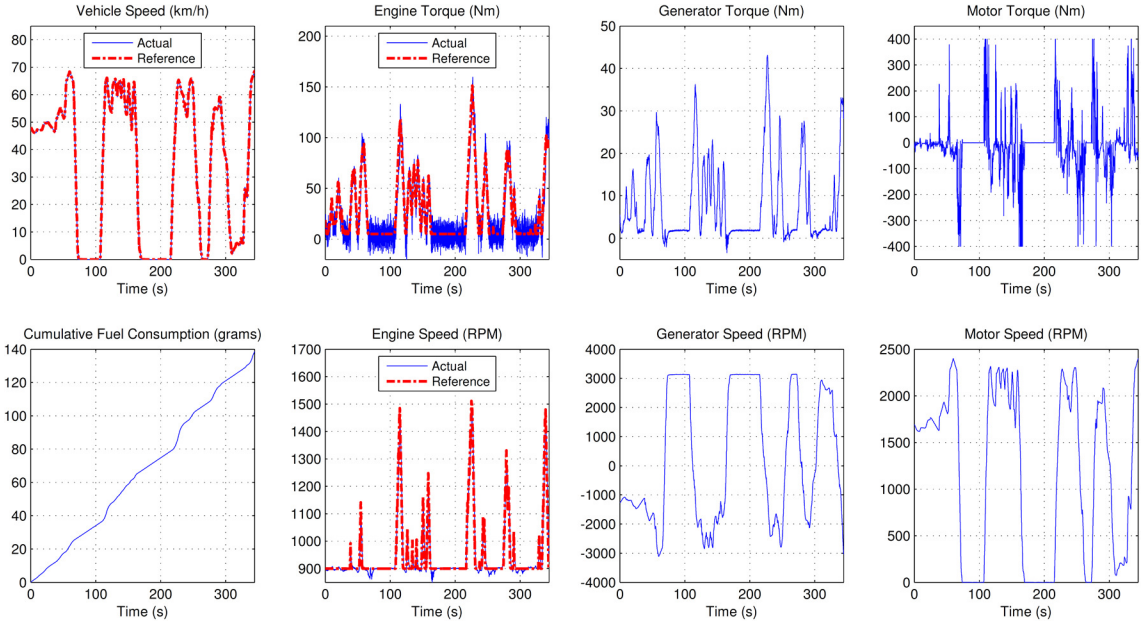 Vehicle Speed (km/h)
80
70
60
50
40
30
20
10
0
0 100 200 300
Time (s)
Actual
Reference
Engine Torque (Nm)
200
150
100
50
0
0 100 200 300
Time (s)
Actual
Reference
Generator Torque (Nm)
50
40
30
20
10
0
0 100 200 300
Time (s)
Motor Torque (Nm)
400
300
200
100
0
-100
-200
-300
-400
0 100 200 300
Time (s)
Cumulative Fuel Consumption (grams)
140
120
100
80
60
40
20
0
0 100 200 300
Time (s)
Engine Speed (RPM)
1700
1600
1500
1400
1300
1200
1100
1000
900
0 100 200 300
Time (s)
Actual
Reference
Generator Speed (RPM)
4000
3000
2000
1000
0
-1000
-2000
-3000
-4000
0 100 200 300
Time (s)
Motor Speed (RPM)
2500
2000
1500
1000
500
0
0 100 200 300
Time (s)